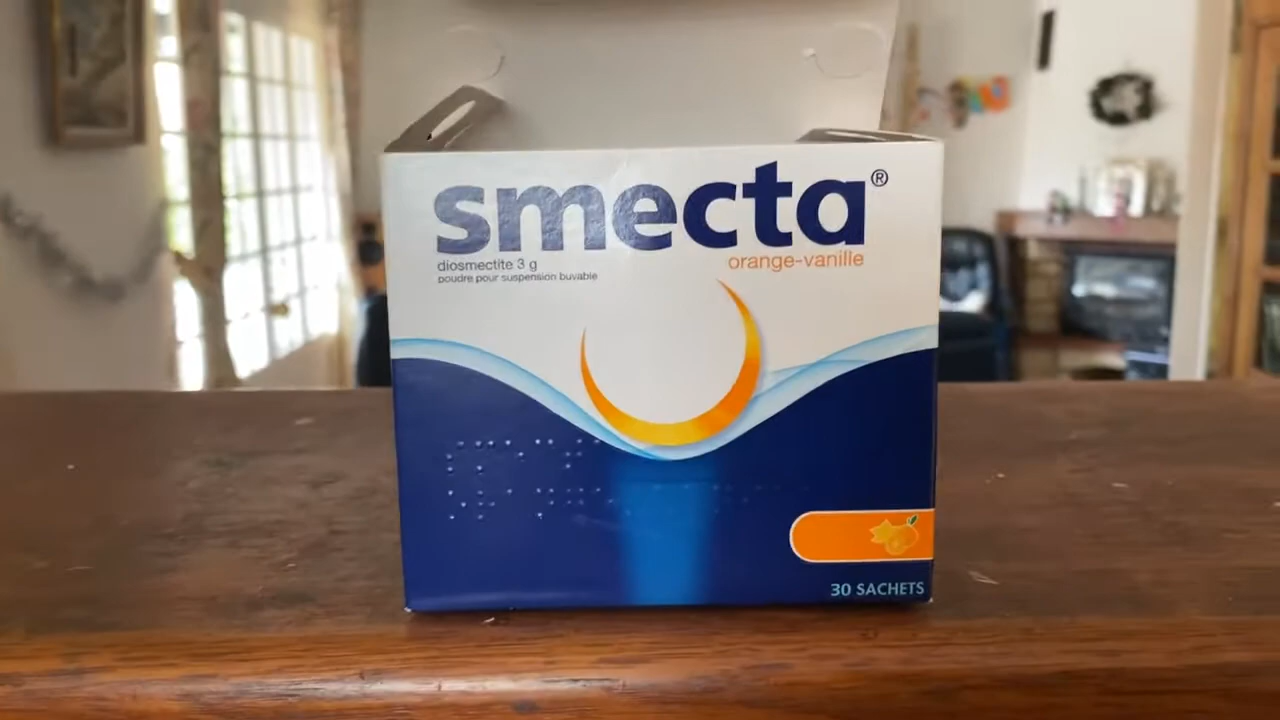 smecta®
diosmectite 3 g
orange-vanille
poudre pour suspension buvable
30 SACHETS